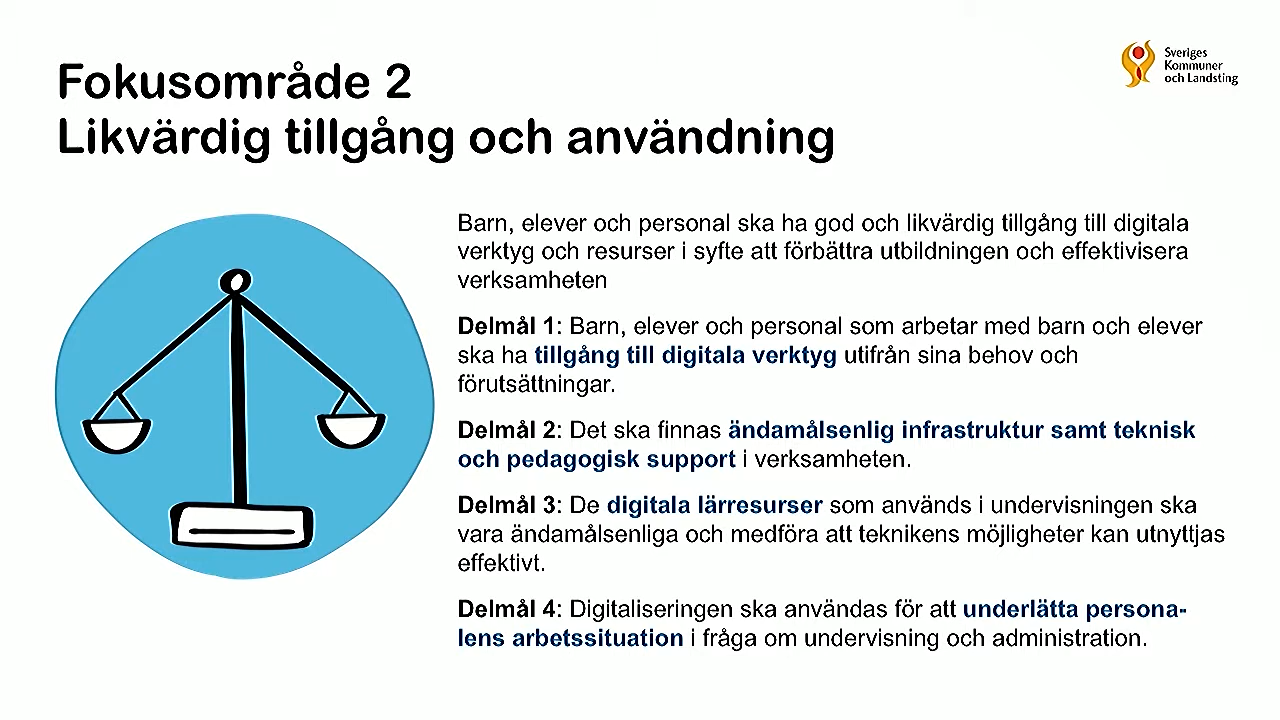 Sveriges
Kommuner
och Landsting
Fokusområde 2
Likvärdig tillgång och användning
Barn, elever och personal ska ha god och likvärdig tillgång till digitala
verktyg och resurser i syfte att förbättra utbildningen och effektivisera
verksamheten
Delmål 1: Barn, elever och personal som arbetar med barn och elever
ska ha tillgång till digitala verktyg utifrån sina behov och
förutsättningar.
Delmål 2: Det ska finnas ändamålsenlig infrastruktur samt teknisk
och pedagogisk support i verksamheten.
Delmål 3: De digitala lärresurser som används i undervisningen ska
vara ändamålsenliga och medföra att teknikens möjligheter kan utnyttjas
effektivt.
Delmål 4: Digitaliseringen ska användas för att underlätta persona-
lens arbetssituation i fråga om undervisning och administration.